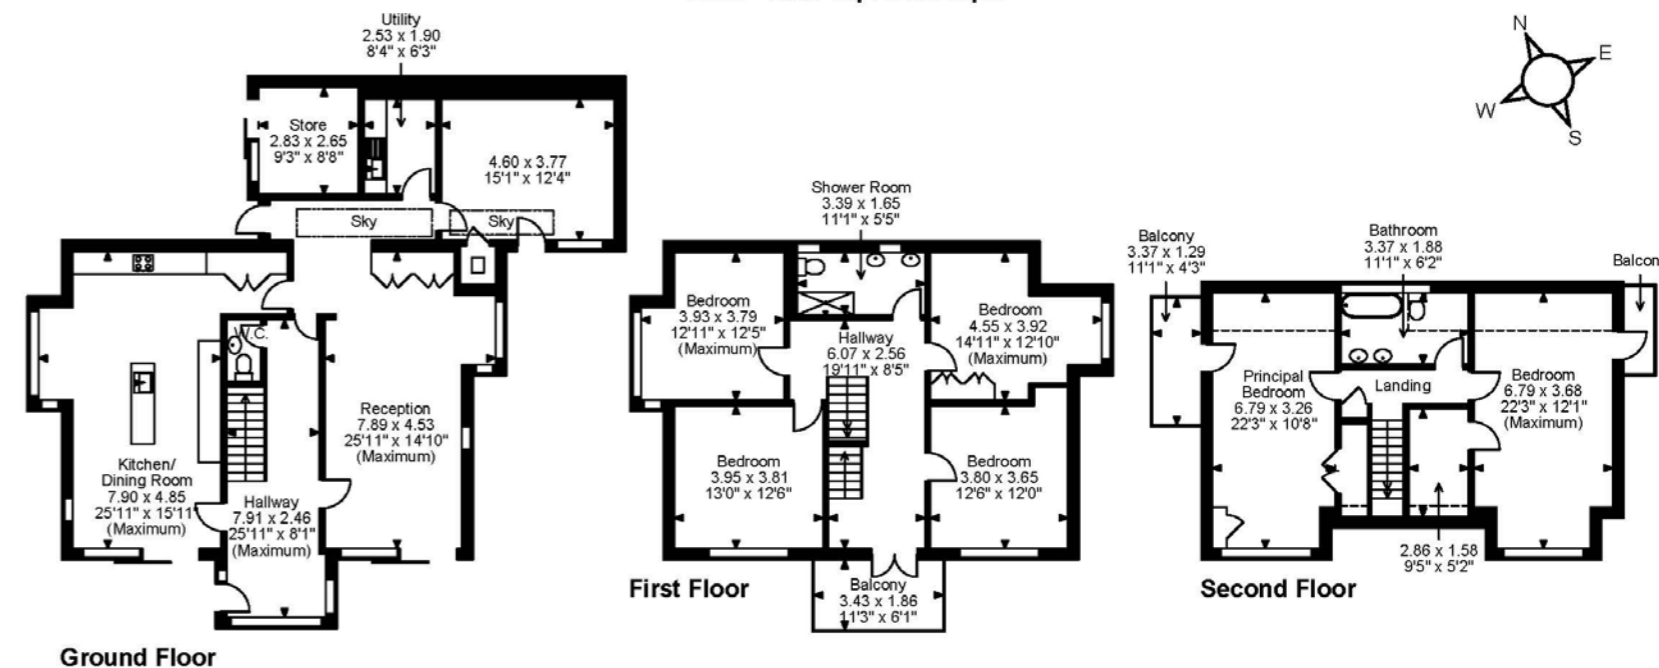 Utility
2.53 x 1.90
8'4" x 6'3"
Store
2.83 x 2.65
9'3" x 8'8"
4.60 x 3.77
15'1" x 12'4"
Sky
Sky
W.C.
Reception
7.89 x 4.53
25'11" x 14'10"
(Maximum)
Kitchen/
Dining Room
7.90 x 4.85
25'11" x 15'11"
(Maximum)
Hallway
7.91 x 2.46
25'11" x 8'1"
(Maximum)
Ground Floor
Shower Room
3.39 x 1.65
11'1" x 5'5"
Bedroom
3.93 x 3.79
12'11" x 12'5"
(Maximum)
Hallway
6.07 x 2.56
19'11" x 8'5"
Bedroom
4.55 x 3.92
14'11" x 12'10"
(Maximum)
Bedroom
3.95 x 3.81
13'0" x 12'6"
Bedroom
3.80 x 3.65
12'6" x 12'0"
Balcony
3.43 x 1.86
11'3" x 6'1"
First Floor
N
E
W
S
Balcony
3.37 x 1.29
11'1" x 4'3"
Bathroom
3.37 x 1.88
11'1" x 6'2"
Balcon
Principal
Bedroom
6.79 x 3.26
22'3" x 10'8"
Landing
Bedroom
6.79 x 3.68
22'3" x 12'1"
(Maximum)
2.86 x 1.58
9'5" x 5'2"
Second Floor